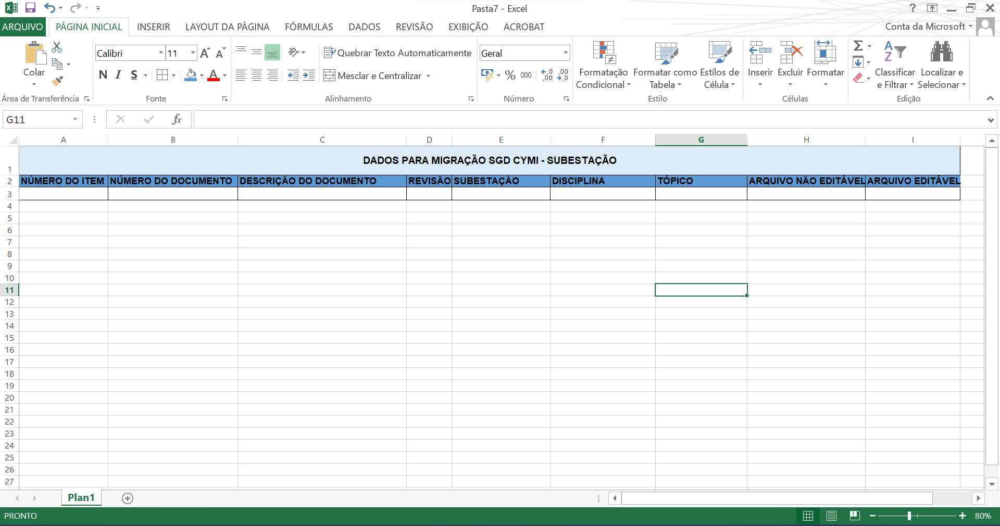 Pasta7 - Excel
?
ARQUIVO PÁGINA INICIAL INSERIR LAYOUT DA PÁGINA FÓRMULAS DADOS REVISÃO EXIBIÇÃO ACROBAT Conta da Microsoft
Colar
Área de Transferência
Calibri 11 A A
N I S A
Fonte
Quebrar Texto Automaticamente
Mesclar e Centralizar
Alinhamento
Geral
% 000 ,0 ,00 ,00 ,0
Número
Formatação Condicional
Formatar como Tabela
Estilos de Célula
Estilo
Inserir Excluir Formatar
Células
Σ
A Z
Classificar e Filtrar
Localizar e Selecionar
Edição
G11 fx
A B C D E F G H I
1 DADOS PARA MIGRAÇÃO SGD CYMI - SUBESTAÇÃO
2 NÚMERO DO ITEM NÚMERO DO DOCUMENTO DESCRIÇÃO DO DOCUMENTO REVISÃO SUBESTAÇÃO DISCIPLINA TÓPICO ARQUIVO NÃO EDITÁVEL ARQUIVO EDITÁVEL
3
4
5
6
7
8
9
10
11
12
13
14
15
16
17
18
19
20
21
22
23
24
25
26
27
Plan1
PRONTO 80%